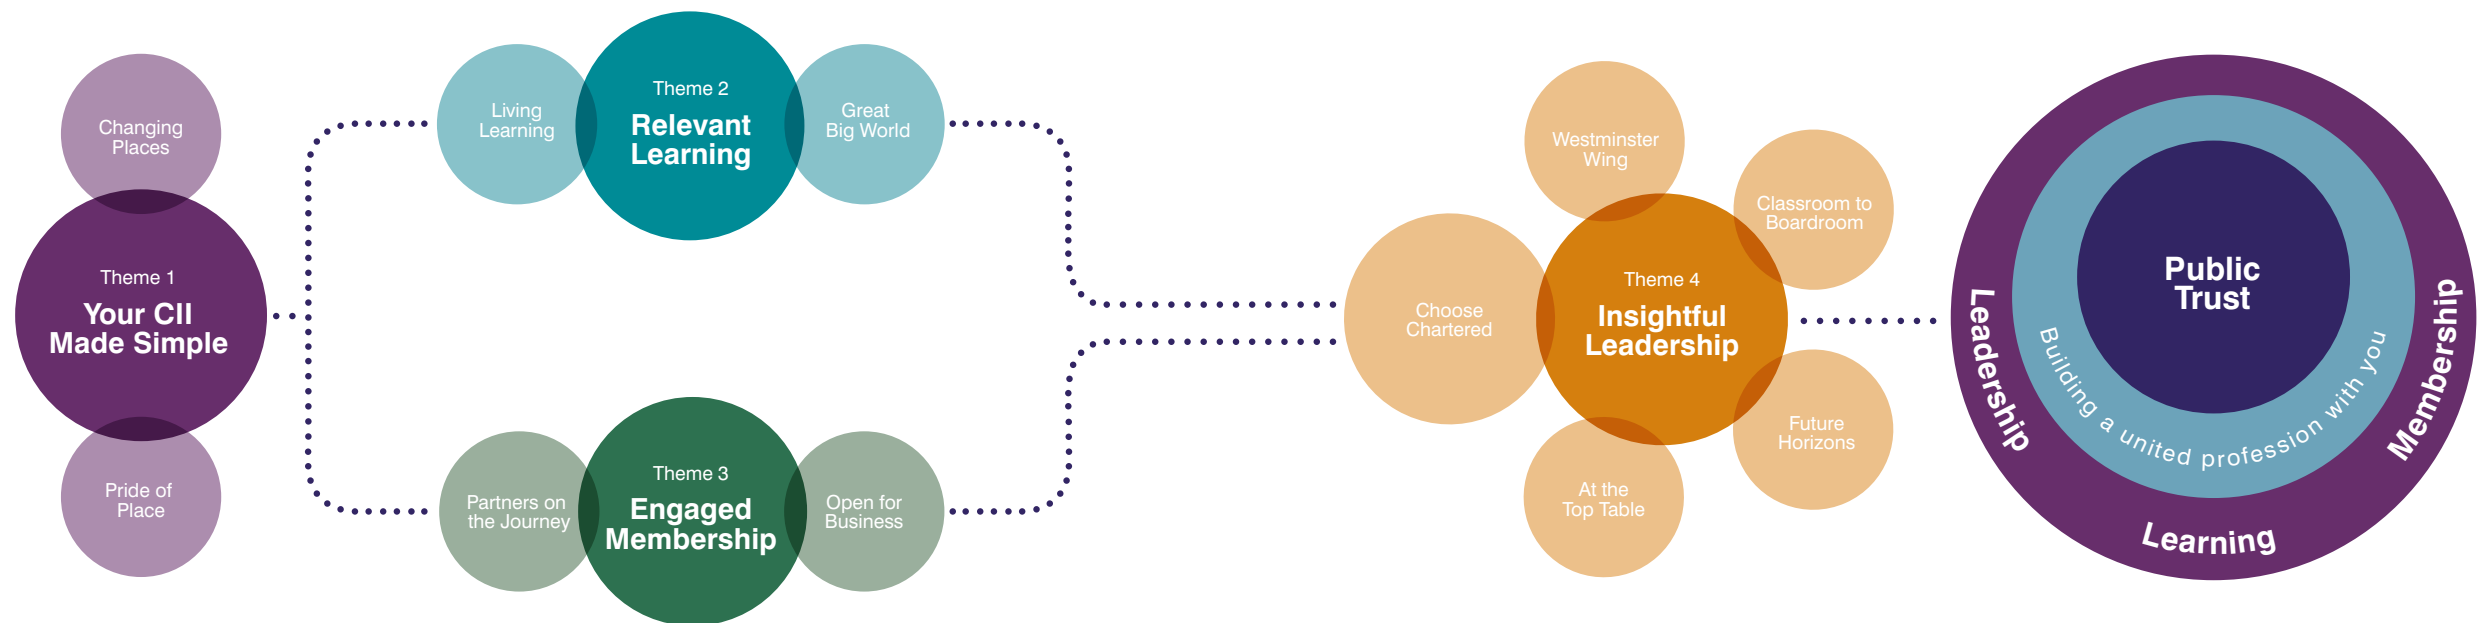 Changing
Places
Theme 1
Your CII
Made Simple
Pride of
Place
Living
Learning
Theme 2
Relevant
Learning
Great
Big World
Partners on
the Journey
Theme 3
Engaged
Membership
Open for
Business
Choose
Chartered
Westminster
Wing
Classroom to
Boardroom
Theme 4
Insightful
Leadership
Future
Horizons
At the
Top Table
Public
Trust
Building a united profession with you
Leadership
Learning
Membership